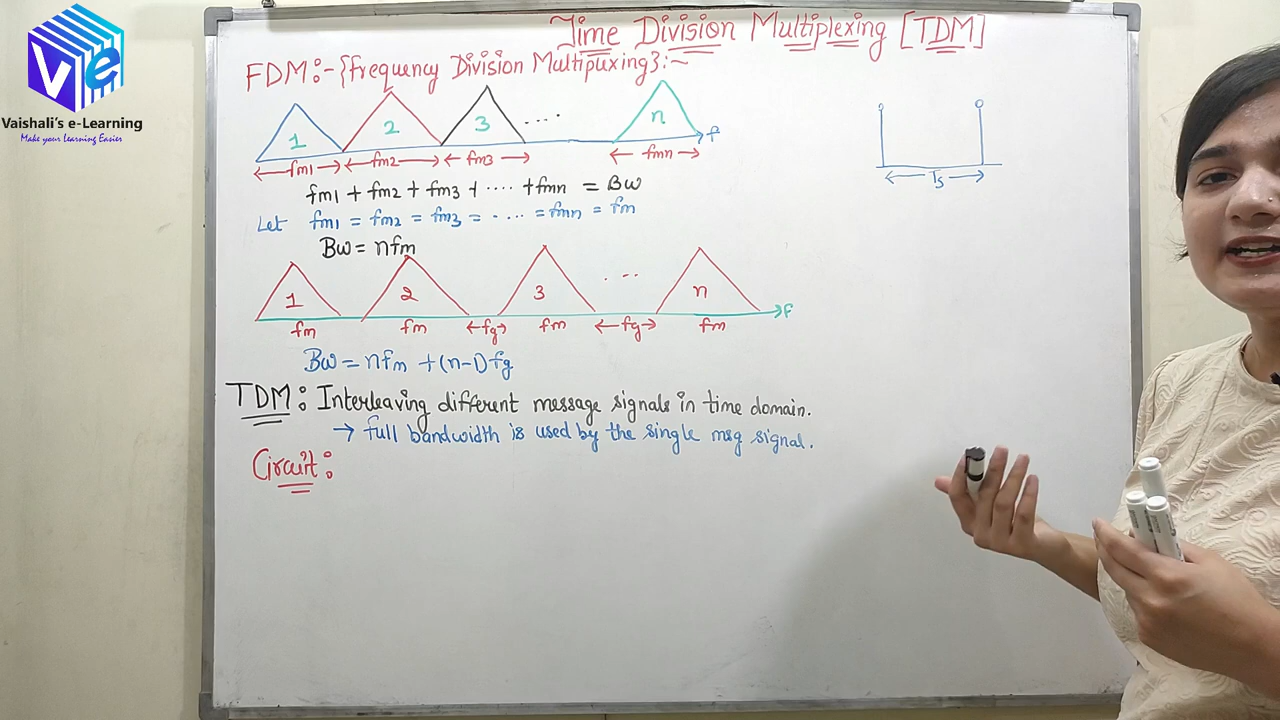 Time Division Multiplexing [TDM]
Ve
Vaishali's e-Learning
Make your Learning Easier
FDM:-{frequency Division Multiplixing}:~
1 2 3 .... n f
fm1 fm2 fm3 fmn
fm1 + fm2 + fm3 + .... + fmn = BW
Let fm1 = fm2 = fm3 = .... = fmn = fm
BW = nfm
Ts
1 2 3 ... n f
fm fm fg fm fg fm
BW = nfm + (n-1)fg
TDM: Interleaving different message signals in time domain.
→ full bandwidth is used by the single msg signal.
Circuit: